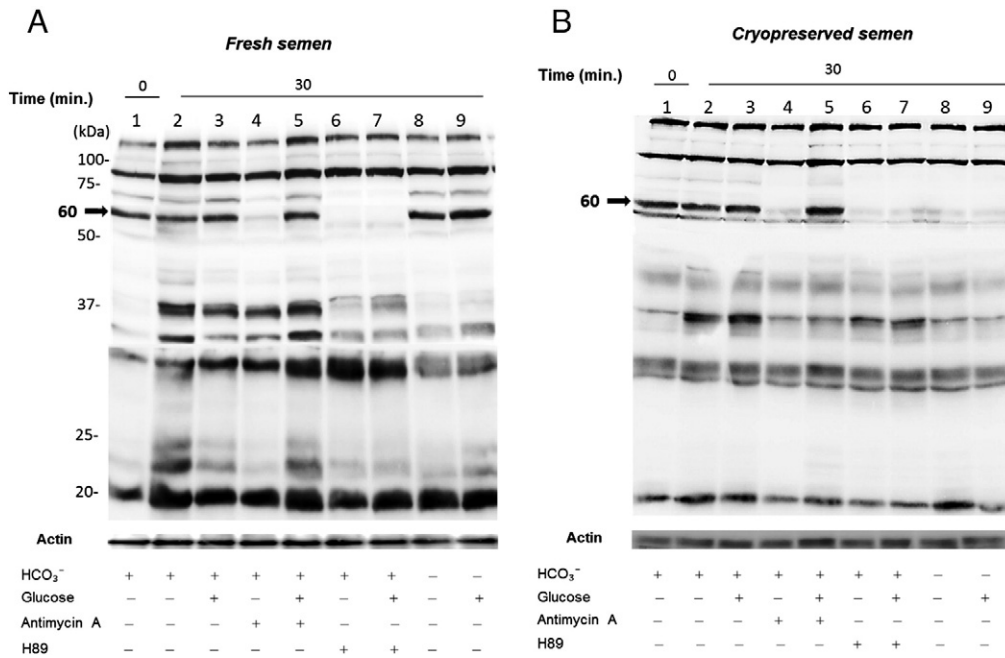 A
Fresh semen
Time (min.)
0
30
(kDa)
1 2 3 4 5 6 7 8 9
100-
75-
60
50-
37-
25-
20-
Actin
HCO₃⁻ + + + + + + + – –
Glucose – – + – + – + – +
Antimycin A – – – + + – – – –
H89 – – – – – + + – –
B
Cryopreserved semen
Time (min.)
0
30
1 2 3 4 5 6 7 8 9
60
Actin
HCO₃⁻ + + + + + + + – –
Glucose – – + – + – + – +
Antimycin A – – – + + – – – –
H89 – – – – – + + – –